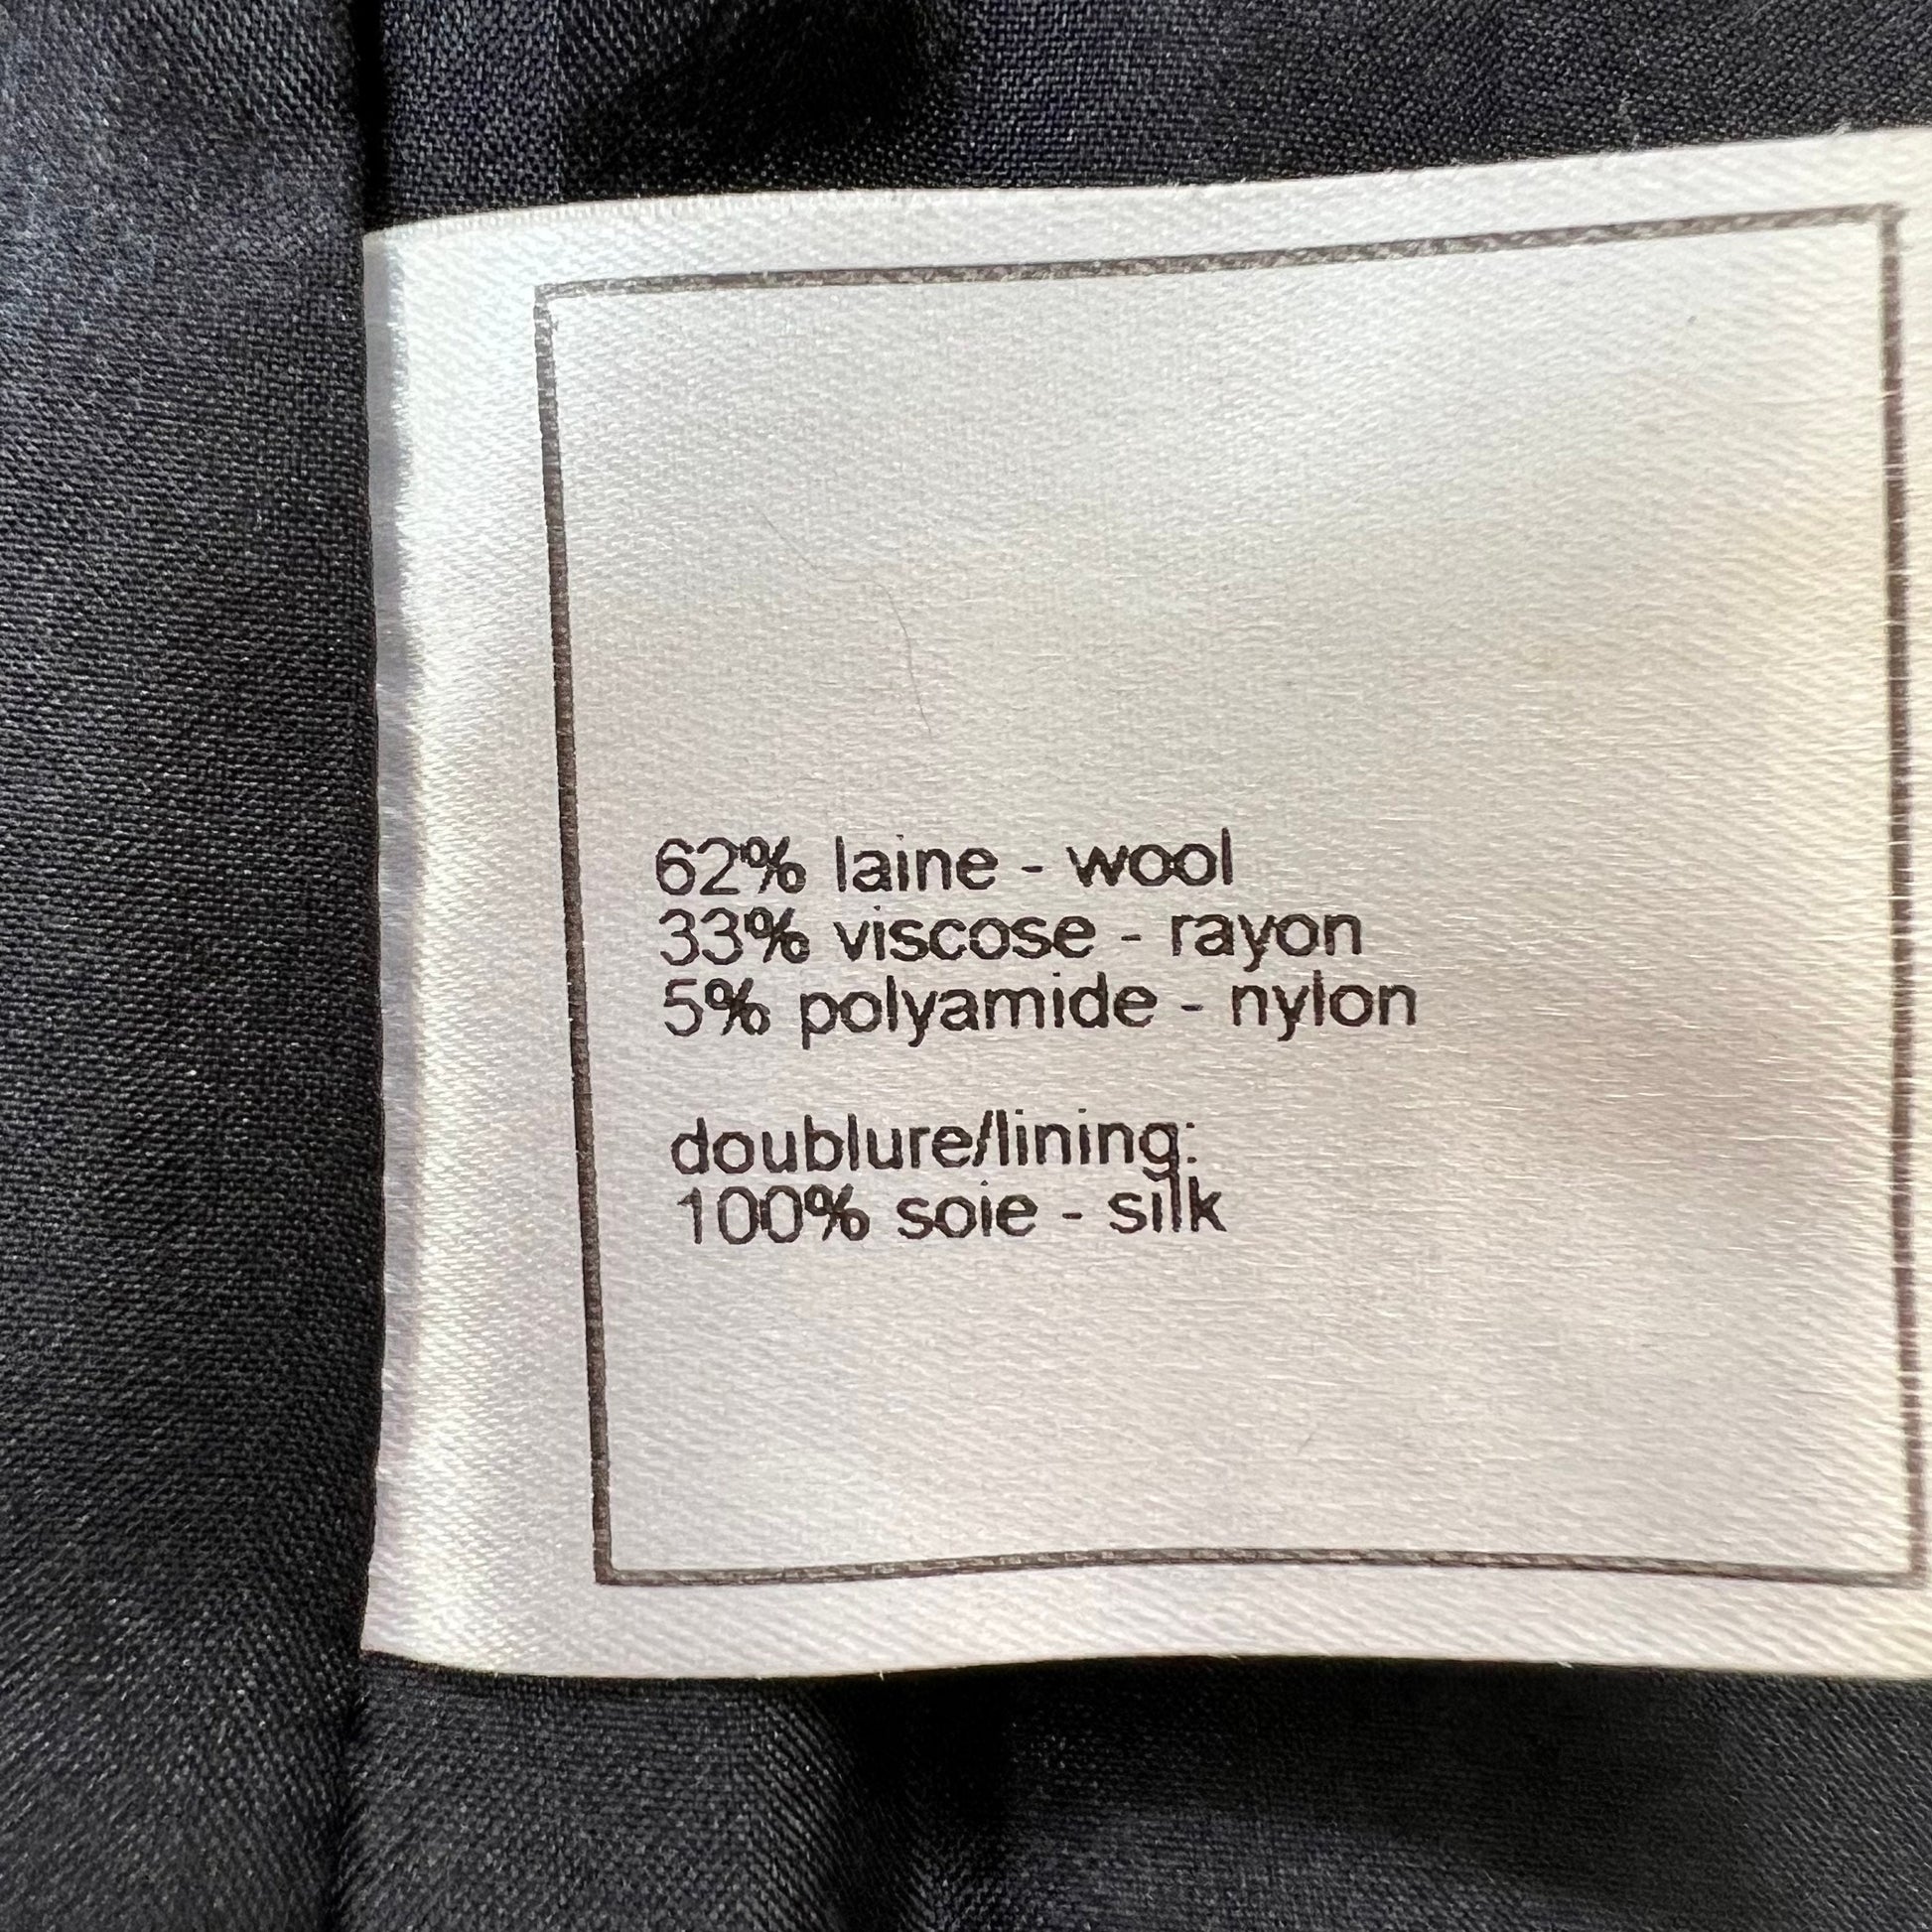 62% laine - wool
33% viscose - rayon
5% polyamide - nylon
doublure/lining:
100% soie - silk